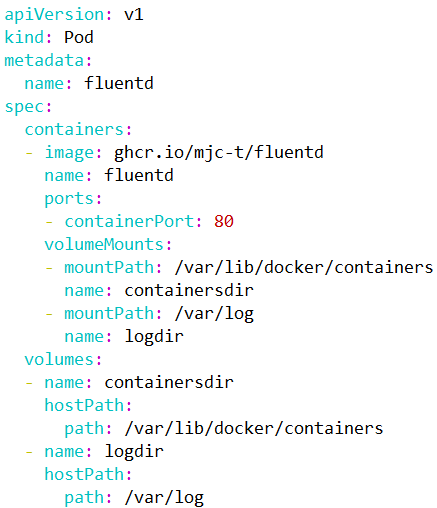 apiVersion: v1
kind: Pod
metadata:
  name: fluentd
spec:
  containers:
  - image: ghcr.io/mjc-t/fluentd
    name: fluentd
    ports:
    - containerPort: 80
    volumeMounts:
    - mountPath: /var/lib/docker/containers
      name: containersdir
    - mountPath: /var/log
      name: logdir
  volumes:
  - name: containersdir
    hostPath:
      path: /var/lib/docker/containers
  - name: logdir
    hostPath:
      path: /var/log